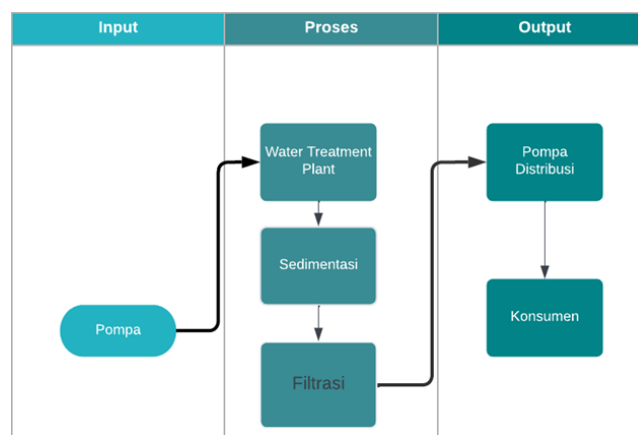 Input
Proses
Output
Pompa
Water Treatment
Plant
Sedimentasi
Filtrasi
Pompa
Distribusi
Konsumen